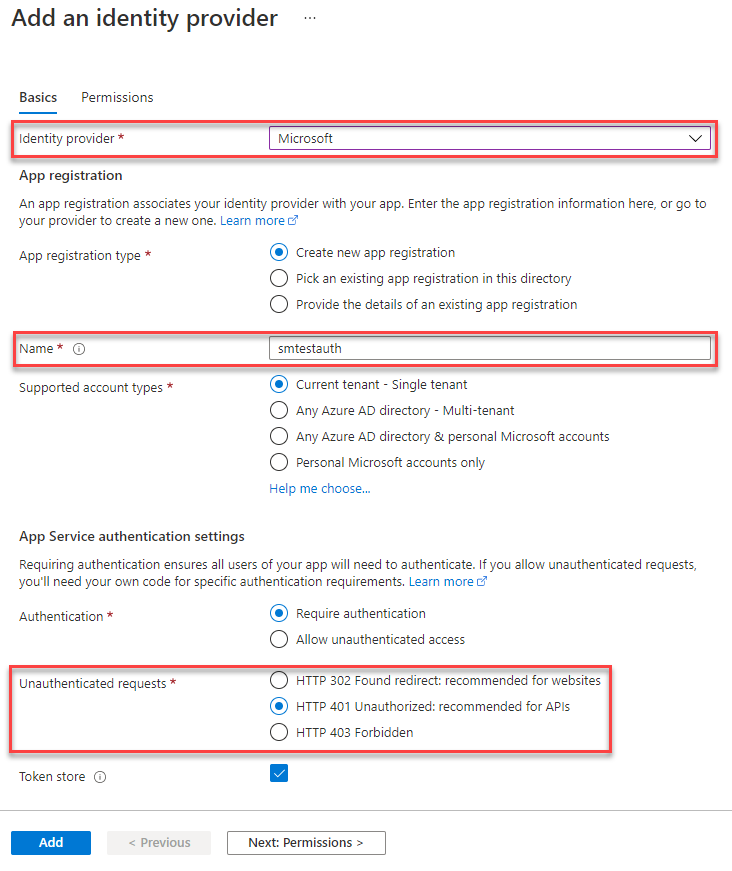 Add an identity provider ...
Basics Permissions
Identity provider * Microsoft
App registration
An app registration associates your identity provider with your app. Enter the app registration information here, or go to
your provider to create a new one. Learn more
App registration type * Create new app registration
Pick an existing app registration in this directory
Provide the details of an existing app registration
Name * smtestauth
Supported account types * Current tenant - Single tenant
Any Azure AD directory - Multi-tenant
Any Azure AD directory & personal Microsoft accounts
Personal Microsoft accounts only
Help me choose...
App Service authentication settings
Requiring authentication ensures all users of your app will need to authenticate. If you allow unauthenticated requests,
you'll need your own code for specific authentication requirements. Learn more
Authentication * Require authentication
Allow unauthenticated access
Unauthenticated requests * HTTP 302 Found redirect: recommended for websites
HTTP 401 Unauthorized: recommended for APIs
HTTP 403 Forbidden
Token store
Add < Previous Next: Permissions >